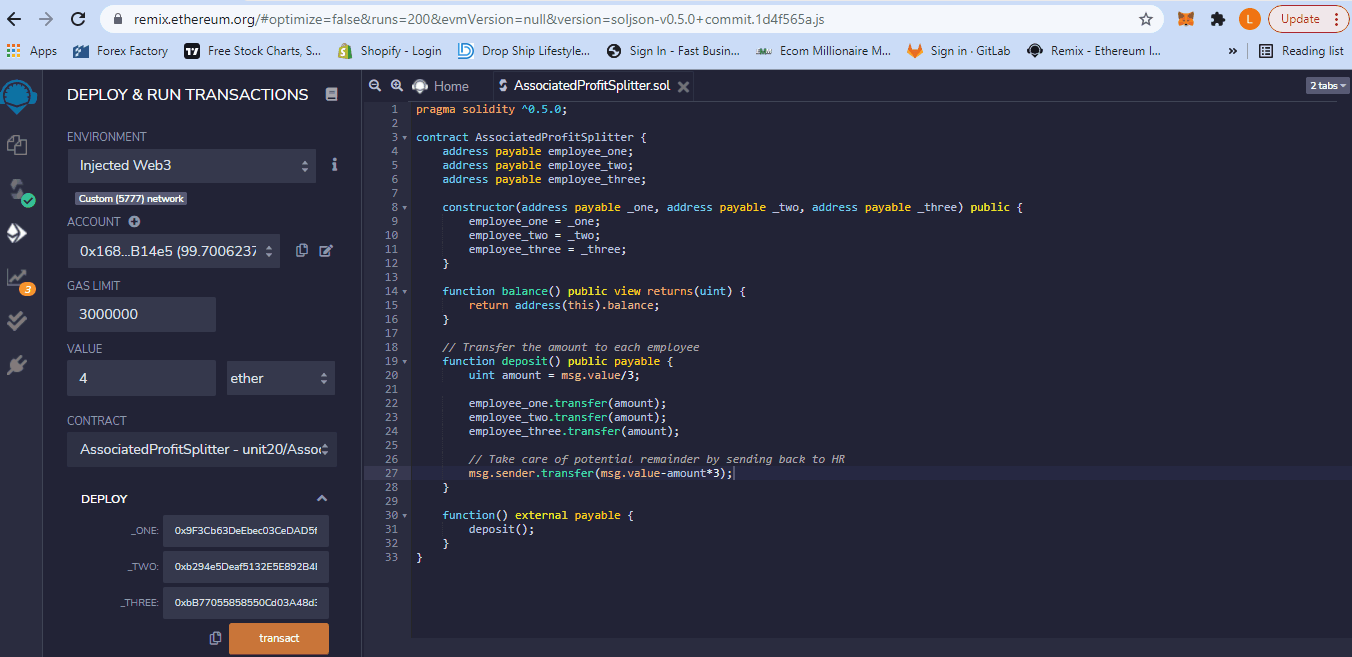 remix.ethereum.org/#optimize=false&runs=200&evmVersion=null&version=soljson-v0.5.0+commit.1d4f565a.js
L
Update
Apps
Forex Factory
Free Stock Charts, S...
Shopify - Login
Drop Ship Lifestyle...
Sign In - Fast Busin...
Ecom Millionaire M...
Sign in · GitLab
Remix - Ethereum I...
»
Reading list
DEPLOY & RUN TRANSACTIONS
ENVIRONMENT
Injected Web3
i
Custom (5777) network
ACCOUNT
0x168...B14e5 (99.7006237
GAS LIMIT
3000000
3
VALUE
4
ether
CONTRACT
AssociatedProfitSplitter - unit20/Assoc
DEPLOY
_ONE:
0x9F3Cb63DeEbec03CeDAD5f
_TWO:
0xb294e5Deaf5132E5E892B4
_THREE:
0xbB77055858550Cd03A48d3
transact
Home
AssociatedProfitSplitter.sol
2 tabs
1 pragma solidity ^0.5.0;
2
3 contract AssociatedProfitSplitter {
4 address payable employee_one;
5 address payable employee_two;
6 address payable employee_three;
7
8 constructor(address payable _one, address payable _two, address payable _three) public {
9 employee_one = _one;
10 employee_two = _two;
11 employee_three = _three;
12 }
13
14 function balance() public view returns(uint) {
15 return address(this).balance;
16 }
17
18 // Transfer the amount to each employee
19 function deposit() public payable {
20 uint amount = msg.value/3;
21
22 employee_one.transfer(amount);
23 employee_two.transfer(amount);
24 employee_three.transfer(amount);
25
26 // Take care of potential remainder by sending back to HR
27 msg.sender.transfer(msg.value-amount*3);
28 }
29
30 function() external payable {
31 deposit();
32 }
33 }